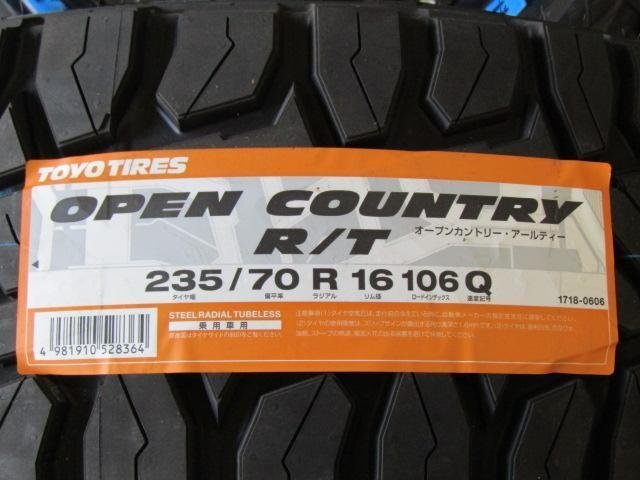 TOYO TIRES
OPEN COUNTRY
R/T
オープンカントリー・アールティー
235/70 R 16 106 Q
タイヤ幅 偏平率 ラジアル リム径 ロードインデックス 速度記号
1718-0606
STEEL RADIAL TUBELESS
乗用車用
4 981910 528364